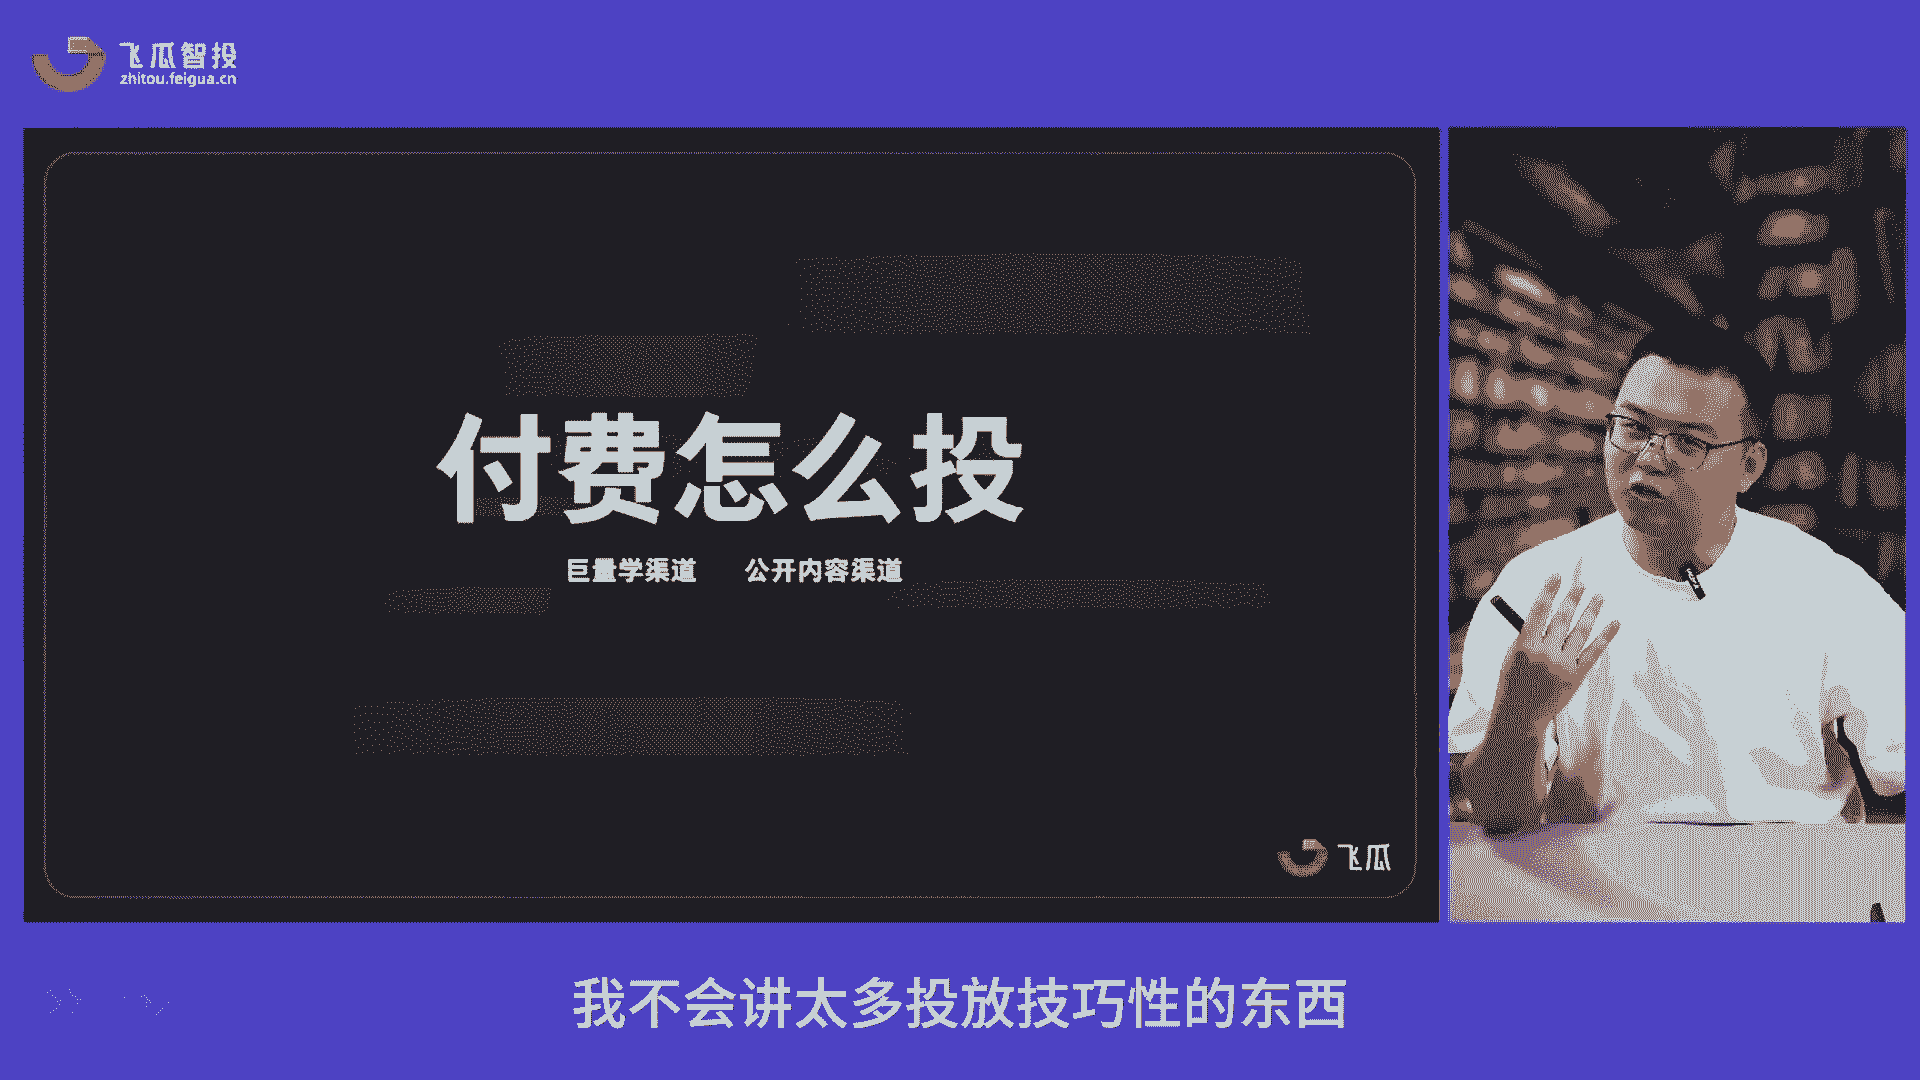 飞瓜智投
zhitou.feigua.cn
付费怎么投
巨量学渠道 公开内容渠道
飞瓜
我不会讲太多投放技巧性的东西